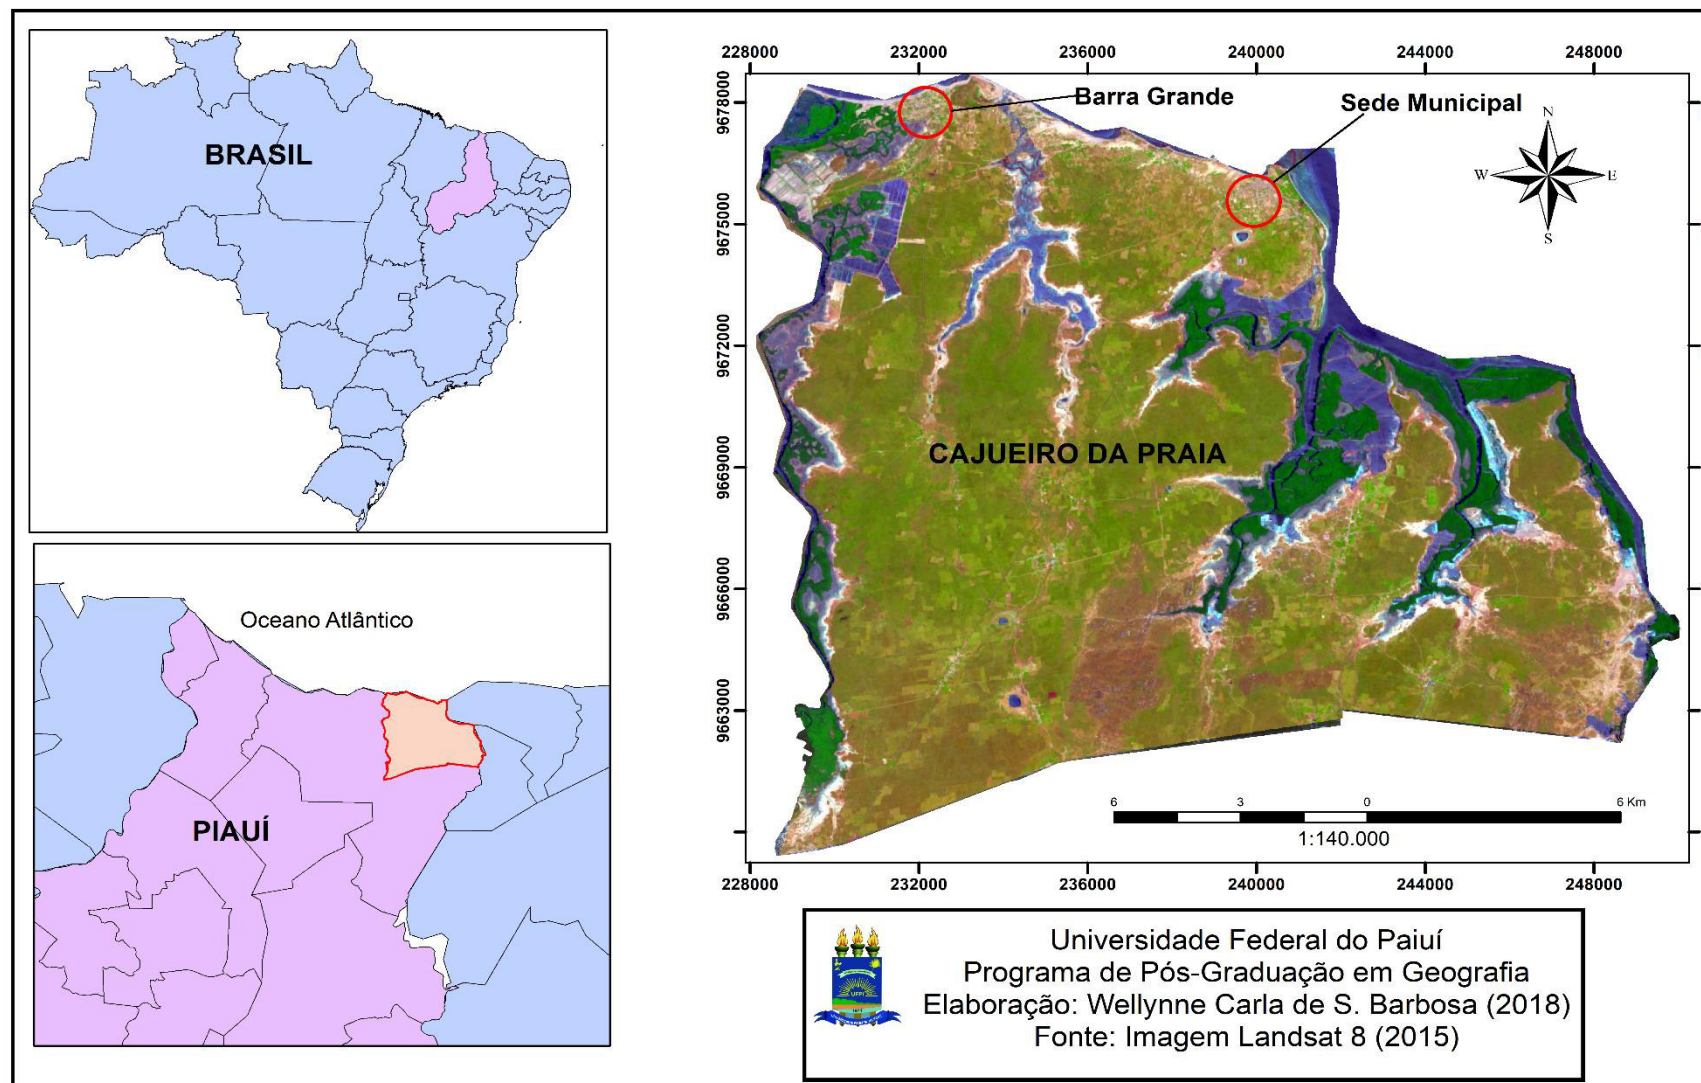 BRASIL
Oceano Atlântico
PIAUÍ
228000 232000 236000 240000 244000 248000
9678000
9675000
9672000
9669000
9666000
9663000
Barra Grande
Sede Municipal
N
W E
S
CAJUEIRO DA PRAIA
6 3 0 6 Km
1:140.000
228000 232000 236000 240000 244000 248000
UFPI
Universidade Federal do Paiuí
Programa de Pós-Graduação em Geografia
Elaboração: Wellynne Carla de S. Barbosa (2018)
Fonte: Imagem Landsat 8 (2015)